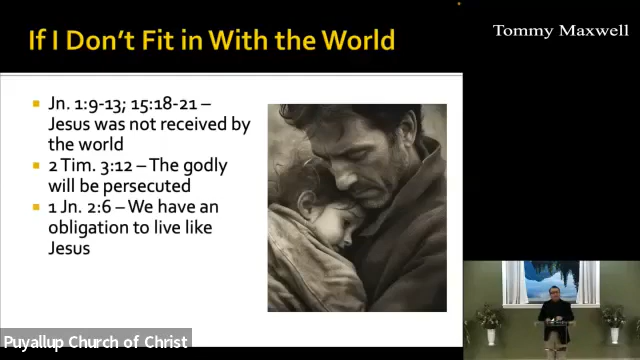 If I Don't Fit in With the World
Tommy Maxwell
Jn. 1:9-13; 15:18-21 –
Jesus was not received by
the world
2 Tim. 3:12 – The godly
will be persecuted
1 Jn. 2:6 – We have an
obligation to live like
Jesus
Puyallup Church of Christ